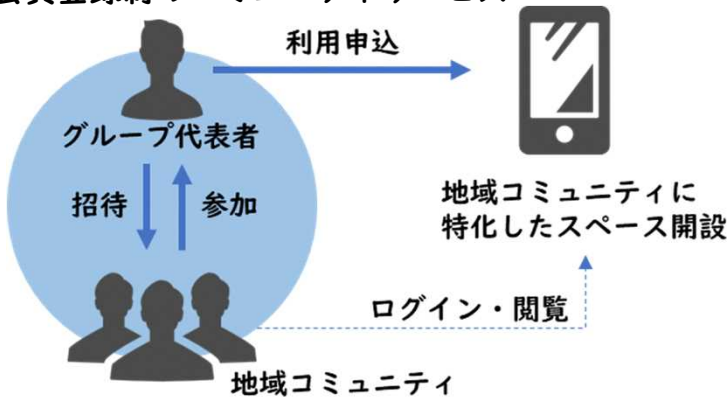 利用申込
グループ代表者
招待
参加
地域コミュニティに
特化したスペース開設
ログイン・閲覧
地域コミュニティ